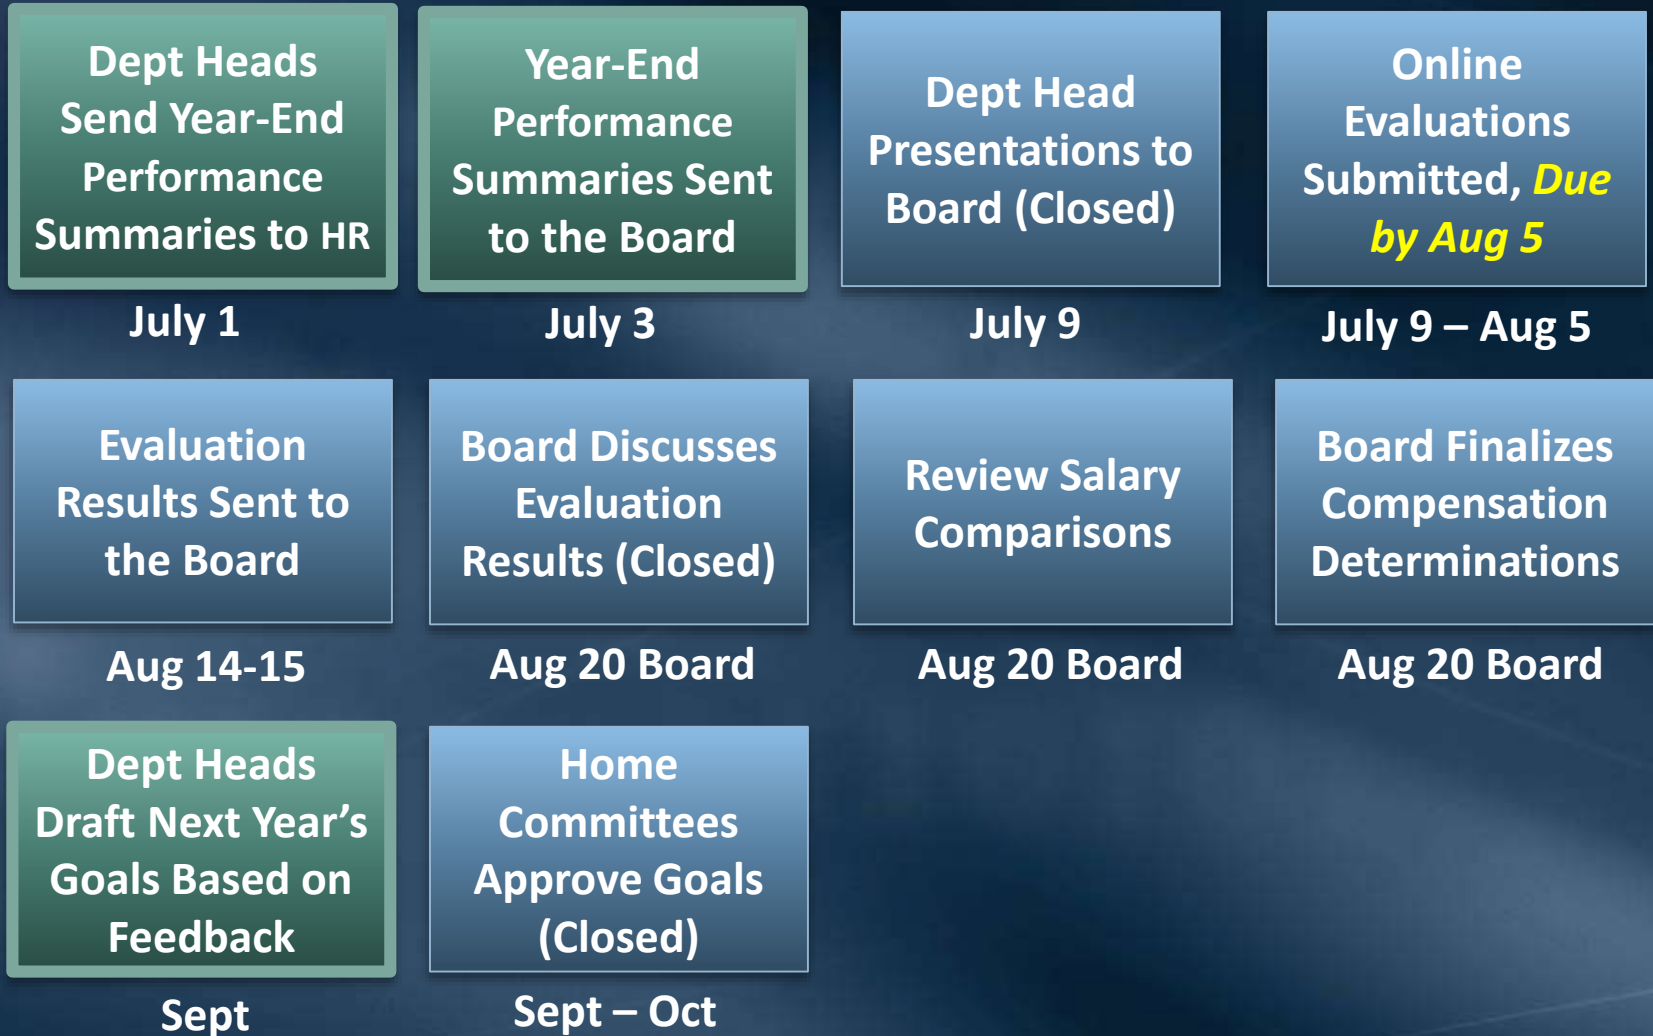 Dept Heads
Send Year-End
Performance
Summaries to HR
July 1
Year-End
Performance
Summaries Sent
to the Board
July 3
Dept Head
Presentations to
Board (Closed)
July 9
Online
Evaluations
Submitted, Due
by Aug 5
July 9 – Aug 5
Evaluation
Results Sent to
the Board
Aug 14-15
Board Discusses
Evaluation
Results (Closed)
Aug 20 Board
Review Salary
Comparisons
Aug 20 Board
Board Finalizes
Compensation
Determinations
Aug 20 Board
Dept Heads
Draft Next Year’s
Goals Based on
Feedback
Sept
Home
Committees
Approve Goals
(Closed)
Sept – Oct